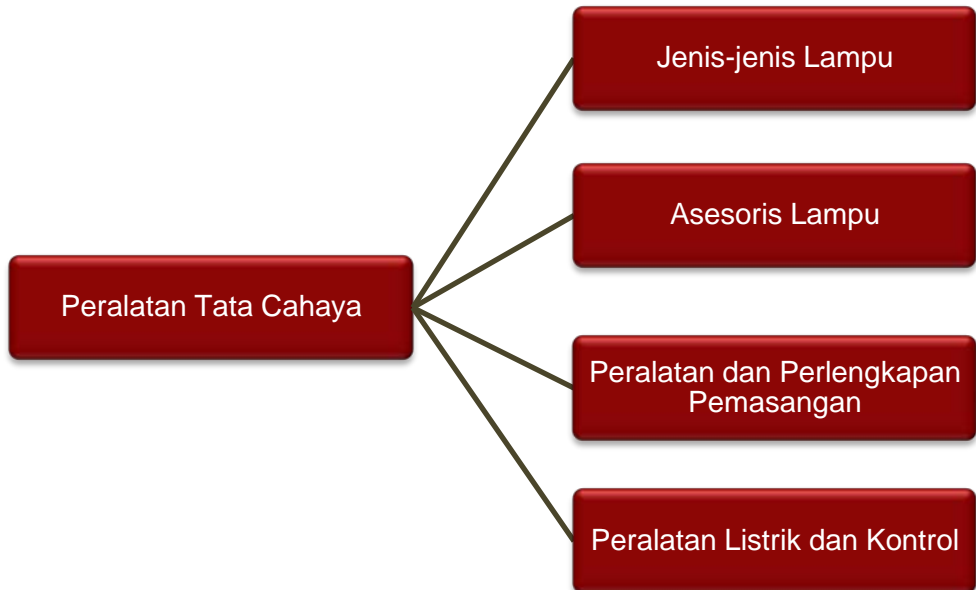 Jenis-jenis Lampu
Asesoris Lampu
Peralatan Tata Cahaya
Peralatan dan Perlengkapan
Pemasangan
Peralatan Listrik dan Kontrol